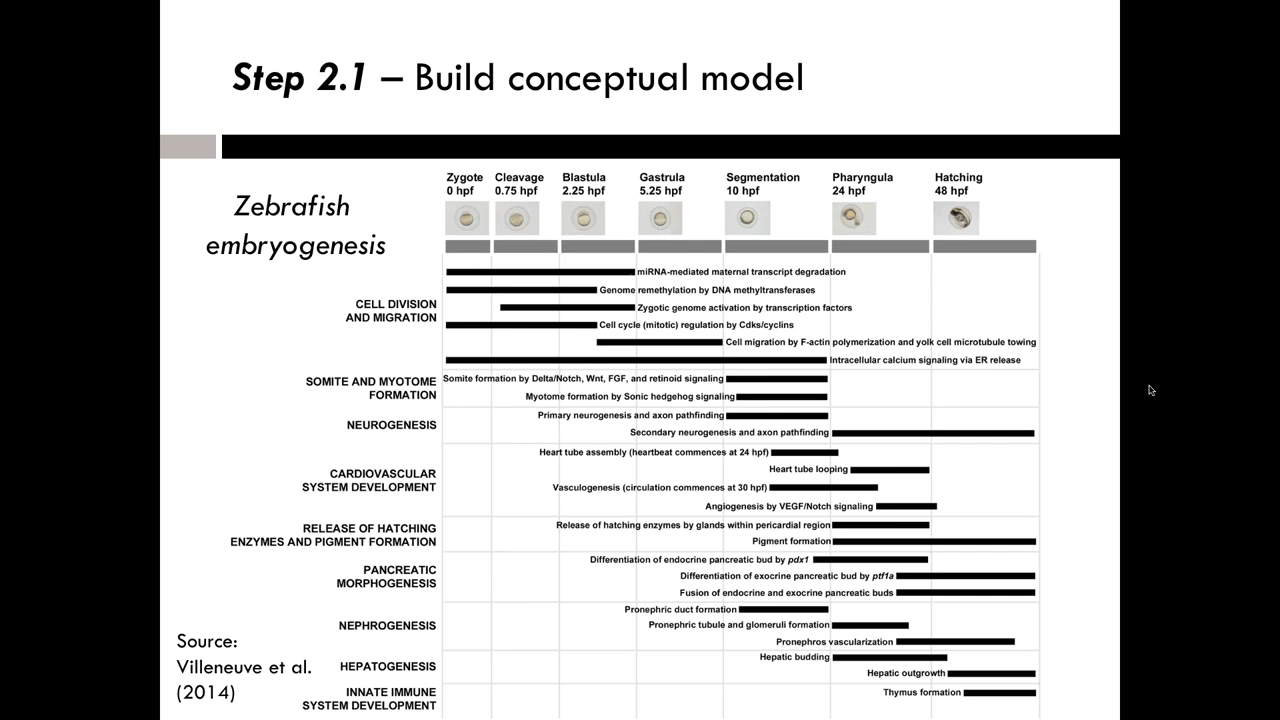 Step 2.1 – Build conceptual model
Zebrafish
embryogenesis
Zygote
0 hpf
Cleavage
0.75 hpf
Blastula
2.25 hpf
Gastrula
5.25 hpf
Segmentation
10 hpf
Pharyngula
24 hpf
Hatching
48 hpf
CELL DIVISION
AND MIGRATION
miRNA-mediated maternal transcript degradation
Genome remethylation by DNA methyltransferases
Zygotic genome activation by transcription factors
Cell cycle (mitotic) regulation by Cdks/cyclins
Cell migration by F-actin polymerization and yolk cell microtubule towing
Intracellular calcium signaling via ER release
SOMITE AND MYOTOME
FORMATION
Somite formation by Delta/Notch, Wnt, FGF, and retinoid signaling
Myotome formation by Sonic hedgehog signaling
NEUROGENESIS
Primary neurogenesis and axon pathfinding
Secondary neurogenesis and axon pathfinding
CARDIOVASCULAR
SYSTEM DEVELOPMENT
Heart tube assembly (heartbeat commences at 24 hpf)
Heart tube looping
Vasculogenesis (circulation commences at 30 hpf)
Angiogenesis by VEGF/Notch signaling
RELEASE OF HATCHING
ENZYMES AND PIGMENT FORMATION
Release of hatching enzymes by glands within pericardial region
Pigment formation
PANCREATIC
MORPHOGENESIS
Differentiation of endocrine pancreatic bud by pdx1
Differentiation of exocrine pancreatic bud by ptf1a
Fusion of endocrine and exocrine pancreatic buds
NEPHROGENESIS
Pronephric duct formation
Pronephric tubule and glomeruli formation
Pronephros vascularization
HEPATOGENESIS
Hepatic budding
Hepatic outgrowth
INNATE IMMUNE
SYSTEM DEVELOPMENT
Thymus formation
Source:
Villeneuve et al.
(2014)